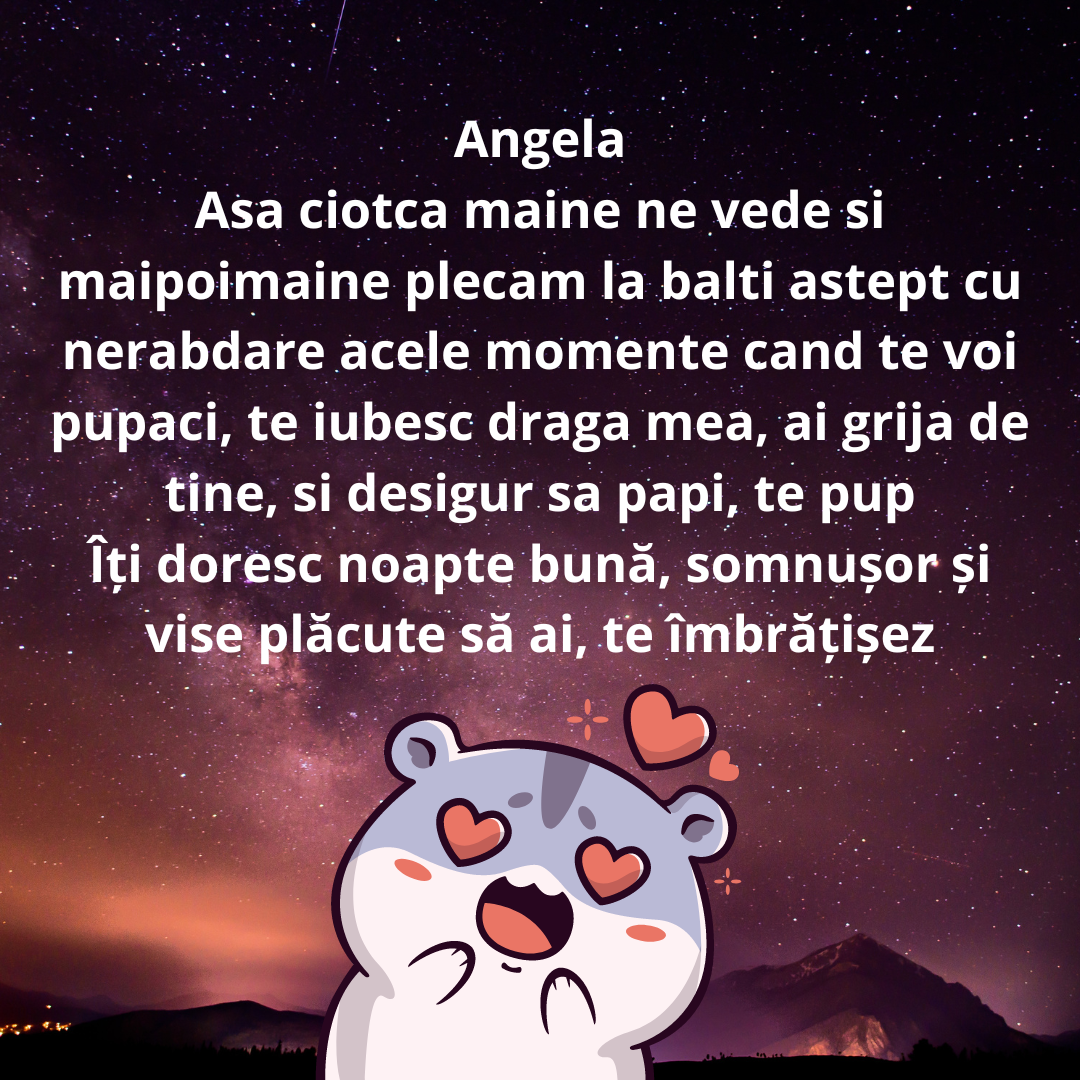 Angela
Asa ciotca maine ne vede si
maipoimaine plecam la balti astept cu
nerabdare acele momente cand te voi
pupaci, te iubesc draga mea, ai grija de
tine, si desigur sa papi, te pup
Îți doresc noapte bună, somnușor și
vise plăcute să ai, te îmbrățișez